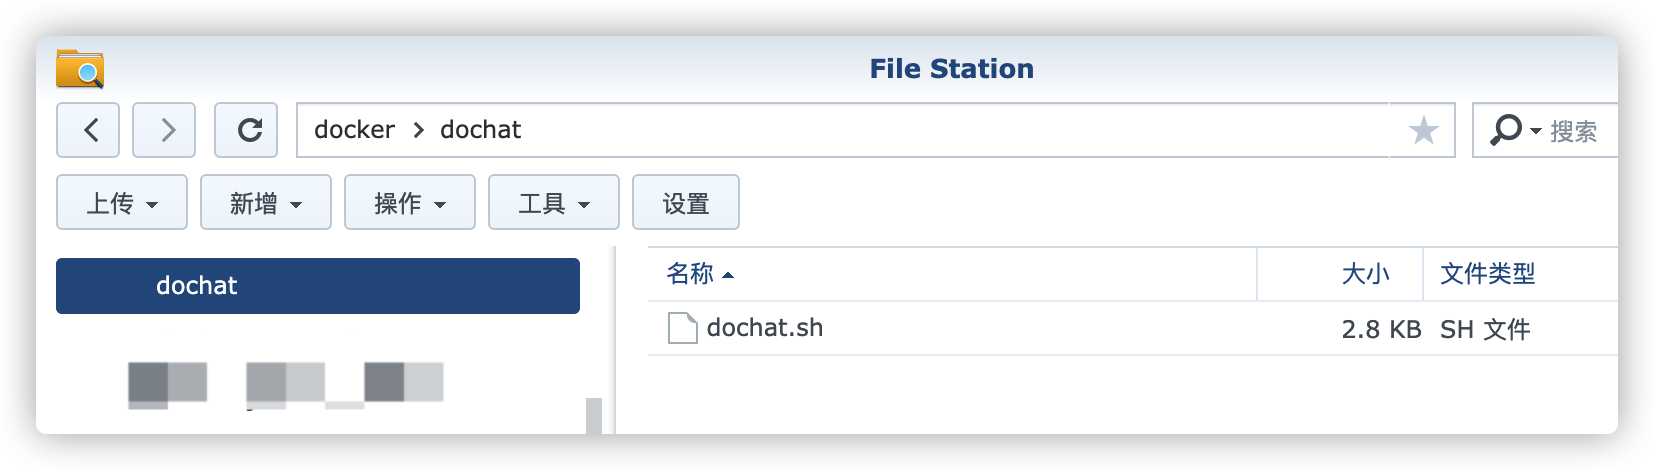 File Station
docker > dochat
搜索
上传 新增 操作 工具 设置
dochat
名称 大小 文件类型
dochat.sh 2.8 KB SH 文件